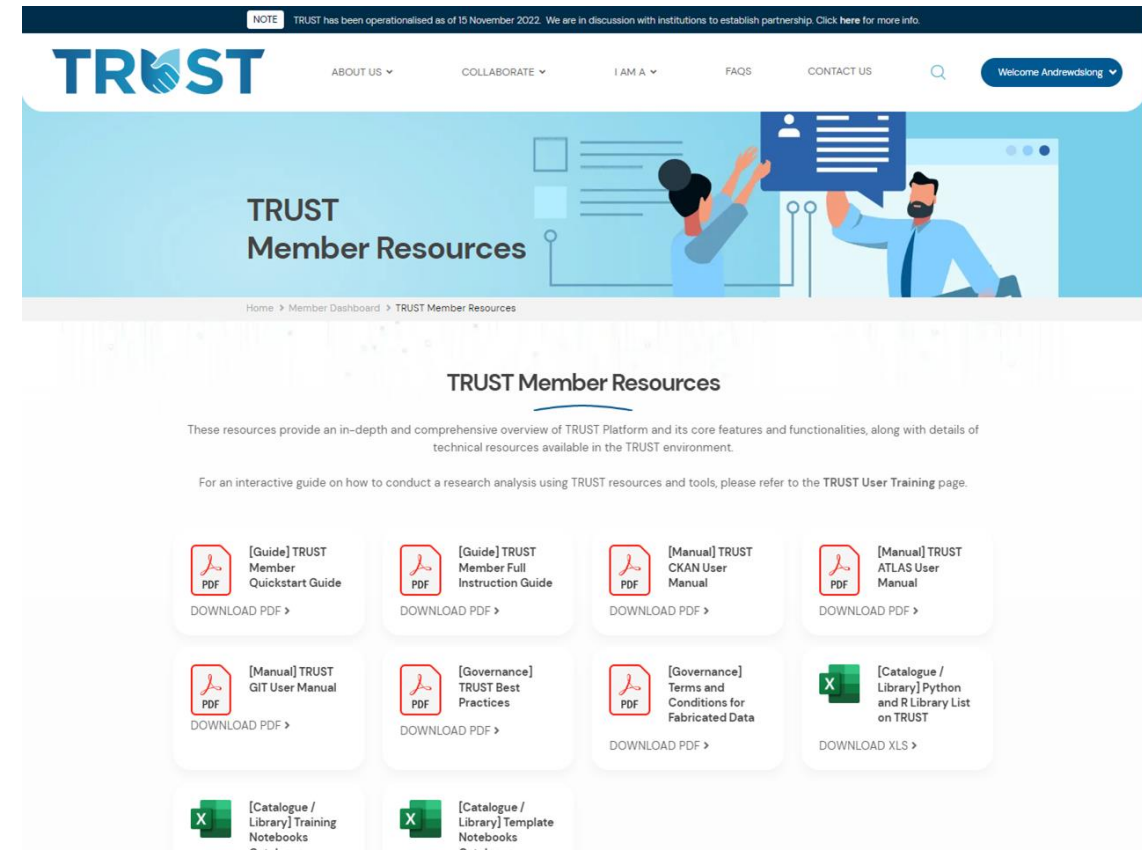 NOTE TRUST has been operationalised as of 15 November 2022. We are in discussion with institutions to establish partnership. Click here for more info.
TRUST
ABOUT US COLLABORATE I AM A FAQS CONTACT US Welcome Andrewdslong
TRUST
Member Resources
Home > Member Dashboard > TRUST Member Resources
TRUST Member Resources
These resources provide an in-depth and comprehensive overview of TRUST Platform and its core features and functionalities, along with details of
technical resources available in the TRUST environment.
For an interactive guide on how to conduct a research analysis using TRUST resources and tools, please refer to the TRUST User Training page.
PDF
[Guide] TRUST
Member
Quickstart Guide
DOWNLOAD PDF >
PDF
[Guide] TRUST
Member Full
Instruction Guide
DOWNLOAD PDF >
PDF
[Manual] TRUST
CKAN User
Manual
DOWNLOAD PDF >
PDF
[Manual] TRUST
ATLAS User
Manual
DOWNLOAD PDF >
PDF
[Manual] TRUST
GIT User Manual
DOWNLOAD PDF >
PDF
[Governance]
TRUST Best
Practices
DOWNLOAD PDF >
PDF
[Governance]
Terms and
Conditions for
Fabricated Data
DOWNLOAD PDF >
X
[Catalogue /
Library] Python
and R Library List
on TRUST
DOWNLOAD XLS >
X
[Catalogue /
Library] Training
Notebooks
X
[Catalogue /
Library] Template
Notebooks